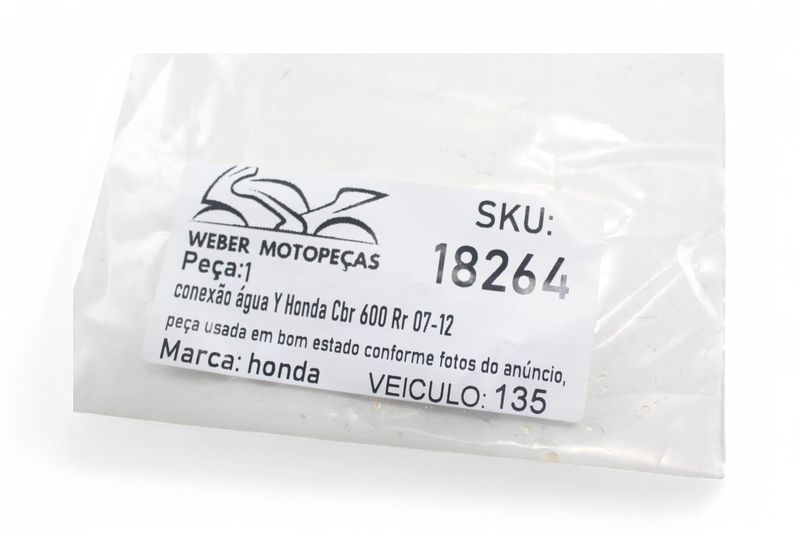 WEBER MOTOPEÇAS
SKU:
18264
Peça:1
conexão água Y Honda Cbr 600 Rr 07-12
peça usada em bom estado conforme fotos do anúncio,
Marca: honda
VEICULO: 135